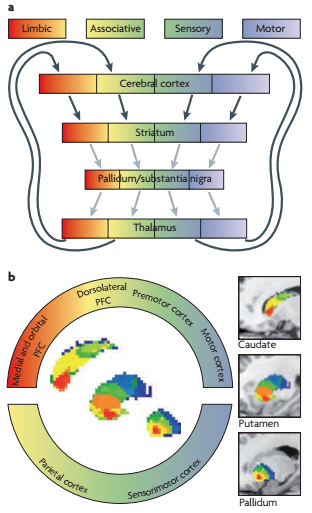 a
Limbic
Associative
Sensory
Motor
Cerebral cortex
Striatum
Pallidum/substantia nigra
Thalamus
b
Medial and orbital
PFC
Dorsolateral
PFC
Premotor cortex
Motor cortex
Parietal cortex
Sensorimotor cortex
Caudate
Putamen
Pallidum